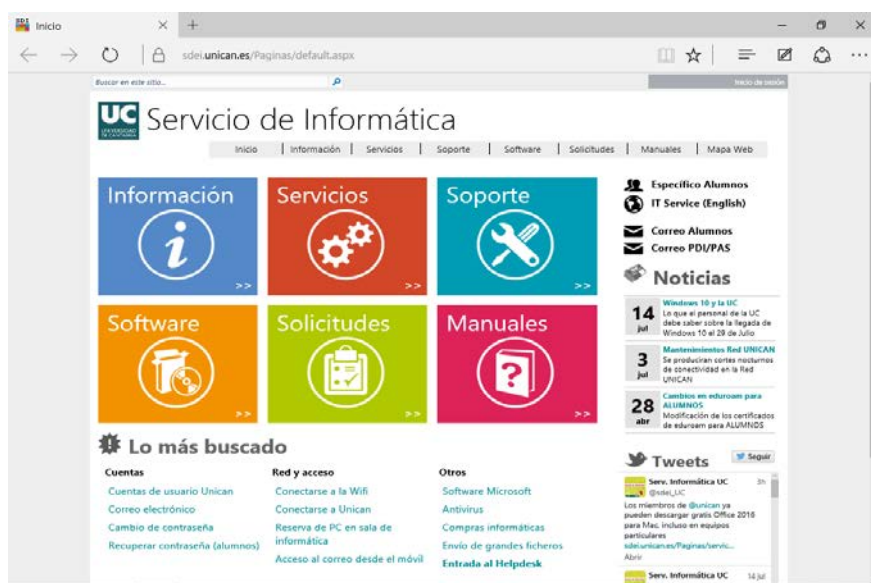 Inicio
sdei.unican.es/Paginas/default.aspx
Buscar en este sitio...
Inicio de sesión
UC
UNIVERSIDAD
DE CANTABRIA
Servicio de Informática
Inicio | Información | Servicios | Soporte | Software | Solicitudes | Manuales | Mapa Web
Información
>>
Servicios
>>
Soporte
>>
Software
>>
Solicitudes
>>
Manuales
>>
Específico Alumnos
IT Service (English)
Correo Alumnos
Correo PDI/PAS
Noticias
14
jul
Windows 10 y la UC
Lo que el personal de la UC
debe saber sobre la llegada de
Windows 10 el 29 de Julio
3
jul
Mantenimientos Red UNICAN
Se produciran cortes nocturnos
de conectividad en la Red
UNICAN
28
abr
Cambios en eduroam para
ALUMNOS
Modificación de los certificados
de eduroam para ALUMNOS
Lo más buscado
Cuentas
Cuentas de usuario Unican
Correo electrónico
Cambio de contraseña
Recuperar contraseña (alumnos)
Red y acceso
Conectarse a la Wifi
Conectarse a Unican
Reserva de PC en sala de
informática
Acceso al correo desde el móvil
Otros
Software Microsoft
Antivirus
Compras informáticas
Envío de grandes ficheros
Entrada al Helpdesk
Tweets
Seguir
Serv. Informática UC 3h
@sdei_UC
Los miembros de @unican ya
pueden descargar gratis Office 2016
para Mac, incluso en equipos
particulares
sdei.unican.es/Paginas/servic...
Abrir
Serv. Informática UC 14 jul